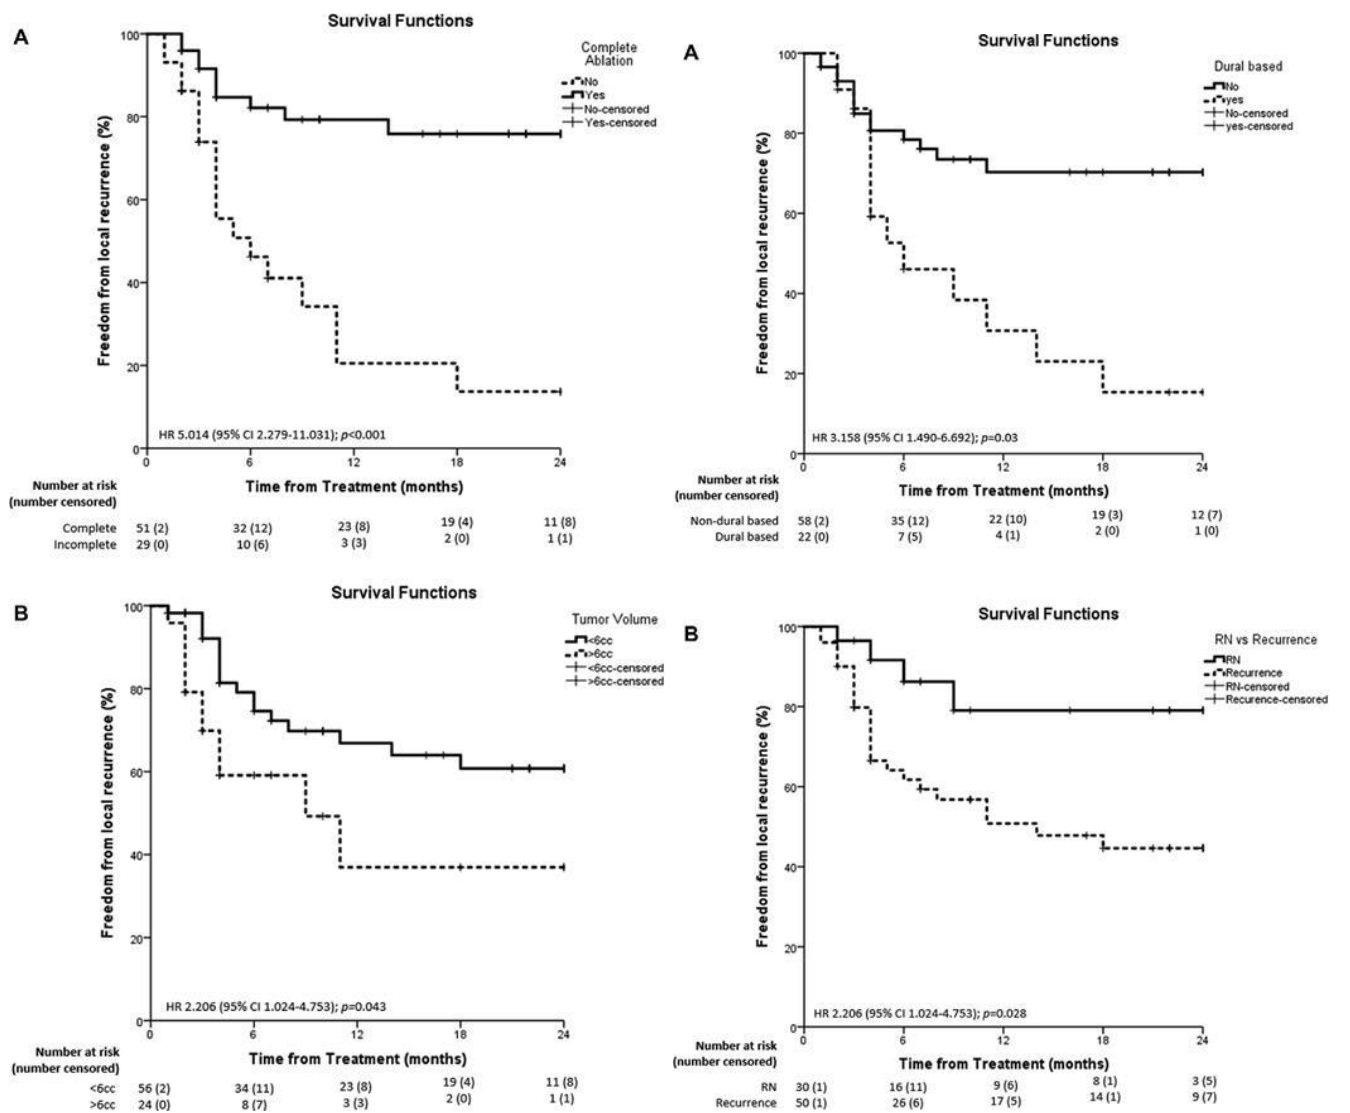 A
Survival Functions
Complete
Ablation
No
Yes
No-censored
Yes-censored
Freedom from local recurrence (%)
100
80
60
40
20
0
HR 5.014 (95% CI 2.279-11.031); p<0.001
0 6 12 18 24
Time from Treatment (months)
Number at risk
(number censored)
Complete 51 (2) 32 (12) 23 (8) 19 (4) 11 (8)
Incomplete 29 (0) 10 (6) 3 (3) 2 (0) 1 (1)
A
Survival Functions
Dural based
No
yes
No-censored
yes-censored
Freedom from local recurrence (%)
100
80
60
40
20
0
HR 3.158 (95% CI 1.490-6.692); p=0.03
0 6 12 18 24
Time from Treatment (months)
Number at risk
(number censored)
Non-dural based 58 (2) 35 (12) 22 (10) 19 (3) 12 (7)
Dural based 22 (0) 7 (5) 4 (1) 2 (0) 1 (0)
B
Survival Functions
Tumor Volume
<6cc
>6cc
<6cc-censored
>6cc-censored
Freedom from local recurrence (%)
100
80
60
40
20
0
HR 2.206 (95% CI 1.024-4.753); p=0.043
0 6 12 18 24
Time from Treatment (months)
Number at risk
(number censored)
<6cc 56 (2) 34 (11) 23 (8) 19 (4) 11 (8)
>6cc 24 (0) 8 (7) 3 (3) 2 (0) 1 (1)
B
Survival Functions
RN vs Recurrence
RN
Recurrence
RN-censored
Recurence-censored
Freedom from local recurrence (%)
100
80
60
40
20
0
HR 2.206 (95% CI 1.024-4.753); p=0.028
0 6 12 18 24
Time from Treatment (months)
Number at risk
(number censored)
RN 30 (1) 16 (11) 9 (6) 8 (1) 3 (5)
Recurrence 50 (1) 26 (6) 17 (5) 14 (1) 9 (7)